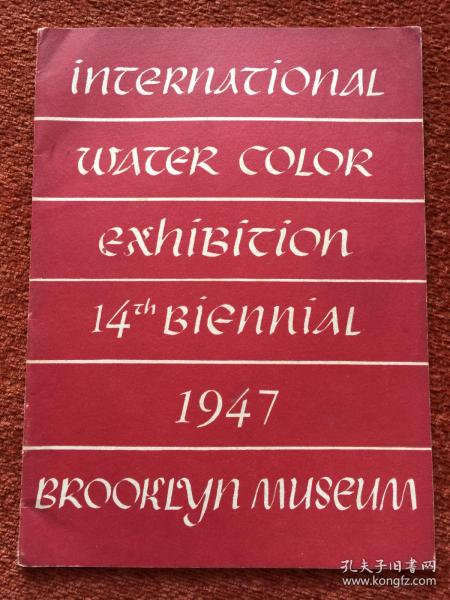 international
water color
exhibition
14th biennial
1947
Brooklyn Museum
孔夫子旧书网
www.kongfz.com